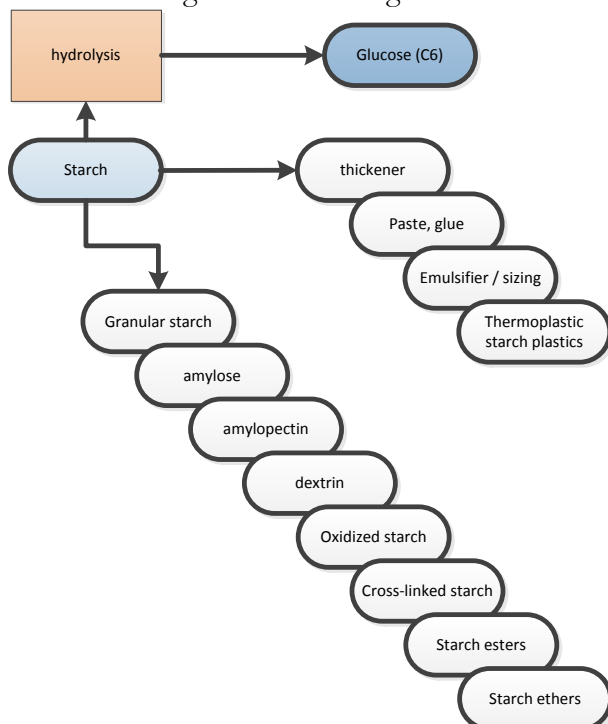 hydrolysis
Glucose (C6)
Starch
thickener
Paste, glue
Emulsifier / sizing
Thermoplastic
starch plastics
Granular starch
amylose
amylopectin
dextrin
Oxidized starch
Cross-linked starch
Starch esters
Starch ethers